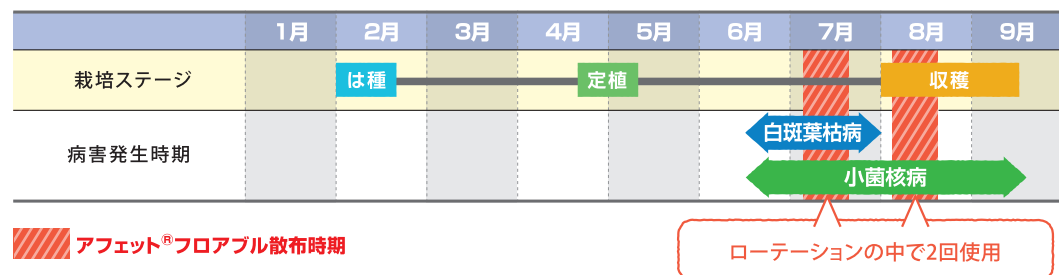 1月 2月 3月 4月 5月 6月 7月 8月 9月
栽培ステージ は種 定植 収穫
白斑葉枯病
病害発生時期
小菌核病
アフェット®フロアブル散布時期
ローテーションの中で2回使用